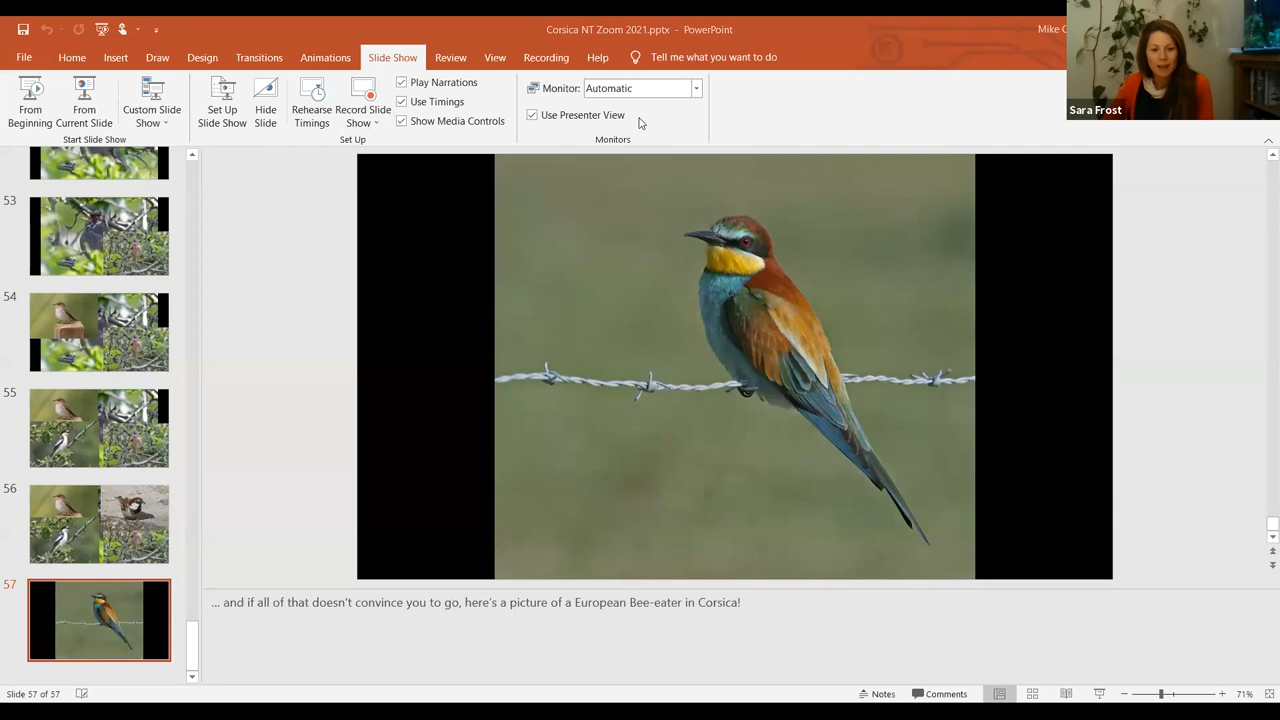 Corsica NT Zoom 2021.pptx - PowerPoint
Mike
File Home Insert Draw Design Transitions Animations Slide Show Review View Recording Help Tell me what you want to do
From Beginning
From Current Slide
Custom Slide Show
Start Slide Show
Set Up Slide Show
Hide Slide
Rehearse Timings
Record Slide Show
Play Narrations
Use Timings
Show Media Controls
Set Up
Monitor: Automatic
Use Presenter View
Monitors
Sara Frost
53
54
55
56
57
... and if all of that doesn't convince you to go, here's a picture of a European Bee-eater in Corsica!
Slide 57 of 57
Notes
Comments
71%